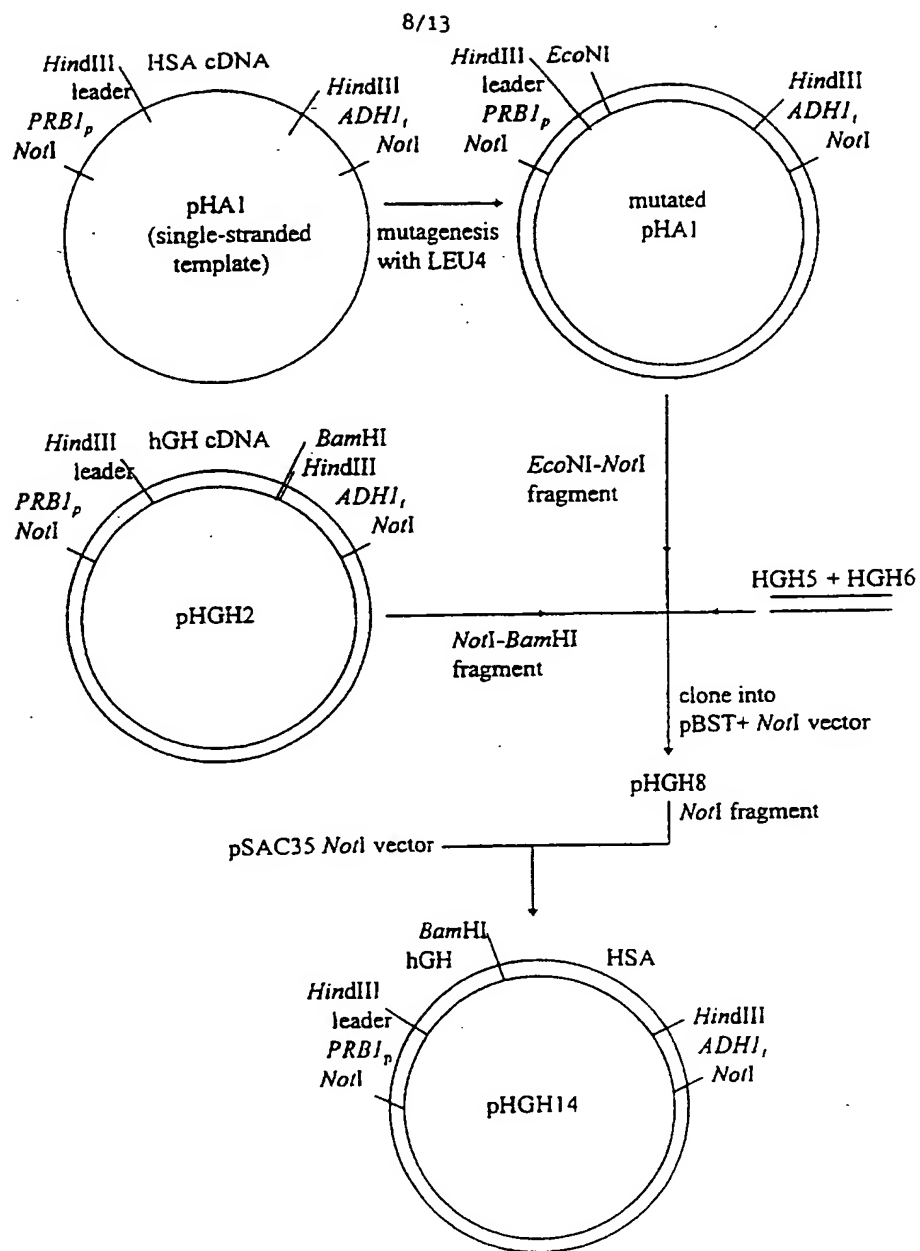 8/13
HindIII HSA cDNA
leader
HindIII
PRB1p
ADH1t
NotI
NotI
pHA1
(single-stranded
template)
mutagenesis
with LEU4
HindIII EcoNI
leader
HindIII
PRB1p
ADH1t
NotI
NotI
mutated
pHA1
HindIII hGH cDNA
leader
BamHI
HindIII
PRB1p
ADH1t
NotI
NotI
pHGH2
EcoNI-NotI
fragment
HGH5 + HGH6
NotI-BamHI
fragment
clone into
pBST+ NotI vector
pHGH8
NotI fragment
pSAC35 NotI vector
BamHI
hGH
HSA
HindIII
leader
PRB1p
NotI
HindIII
ADH1t
NotI
pHGH14